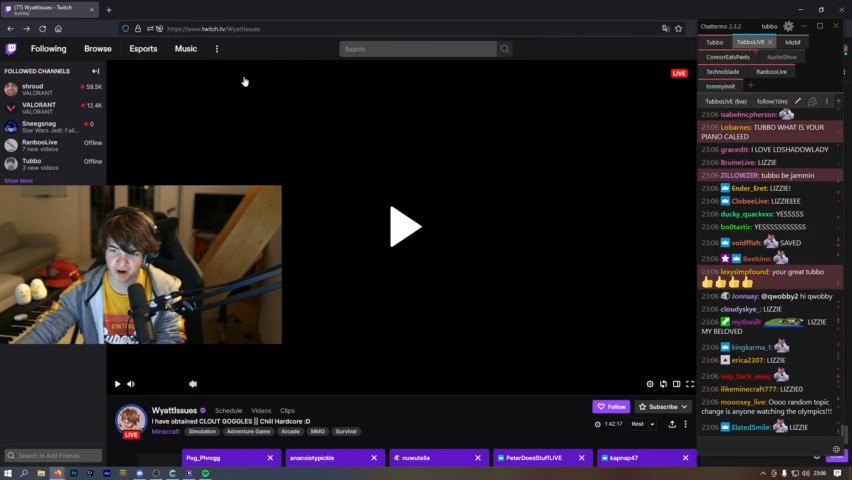 (77) WyattIssues - Twitch
PLAYING
https://www.twitch.tv/WyattIssues
Following
Browse
Esports
Music
Search
FOLLOWED CHANNELS
shroud
59.5K
VALORANT
VALORANT
12.4K
VALORANT
Sneegsnag
0
Star Wars Jedi: Fall...
RanbooLive
Offline
7 new videos
Tubbo
Offline
3 new videos
Show More
LIVE
Search to Add Friends
LIVE
WyattIssues
Schedule
Videos
Clips
I have obtained CLOUT GOGGLES || Chill Hardcore :D
Minecraft
Simulation
Adventure Game
Arcade
MMO
Survival
Follow
Subscribe
1:42:17
Host
Pog_Phrogg
ananxietypickle
nuwutella
PeterDoesStuffLIVE
kapnap47
Chatterino 2.3.2
tubbo
Tubbo
TubboLIVE
Mizkif
ConnorEatsPants
AustinShow
Technoblade
RanbooLive
tommyinnit
TubboLIVE (live)
follow(10m)
23:06 isabelmcpherson:
23:06 Lobarnes: TUBBO WHAT IS YOUR
PIANO CALEED
23:06 gracedit: I LOVE LDSHADOWLADY
23:06 BruineLive: LIZZIE
23:06 ZILLOWZER: tubbo be jammin
23:06 Ender_Eret: LIZZIE!
23:06 ClobeeLive: LIZZIEEEE
23:06 ducky_quackxxx: YESSSSS
23:06 bo0tastic: YESSSSSSSSSSS
23:06 voidffish: SAVED
23:06 Beebino:
23:06 lexysimpfound: your great tubbo
23:06 Jonnaay: @qwobby2 hi qwobby
23:06 cloudyskye_: LIZZIE
23:06 mythmiili: LIZZIE
MY BELOVED
23:06 kingkarma_1:
23:06 erica2307: LIZZIE
23:06 way_back_away:
23:06 ilikeminecraft777: LIZZIE0
23:06 mooosey_live: Oooo random topic
change is anyone watching the olympics!!!
23:06 ElatedSmile: LIZZIE
Chat
23:06